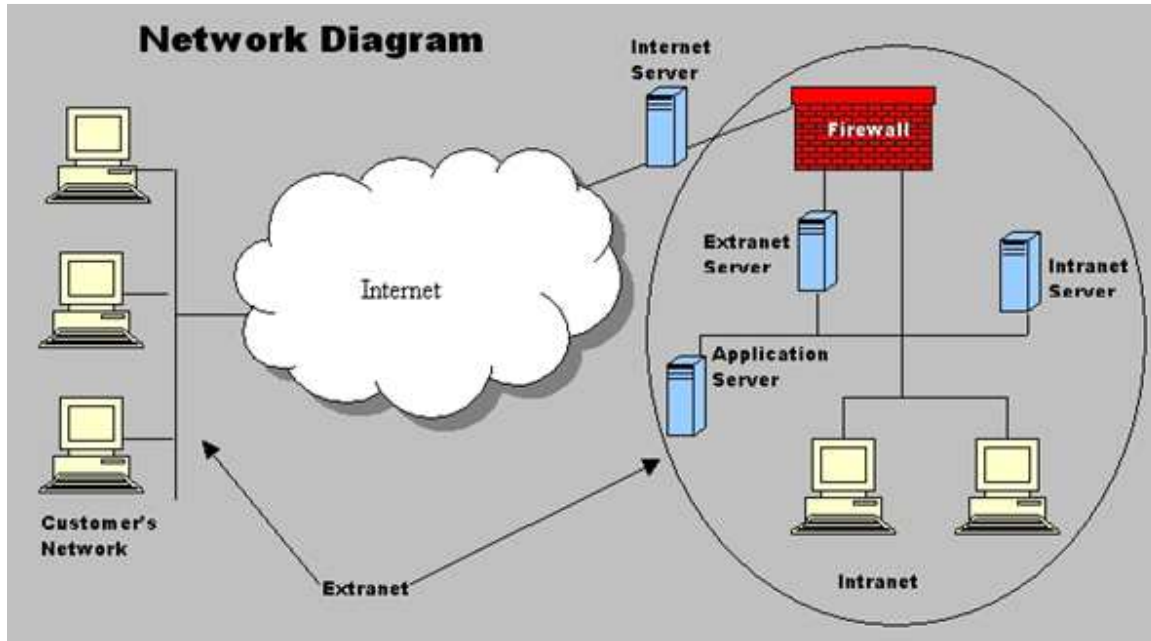 Network Diagram
Internet
Server
Firewall
Extranet
Server
Intranet
Server
Internet
Application
Server
Customer's
Network
Extranet
Intranet